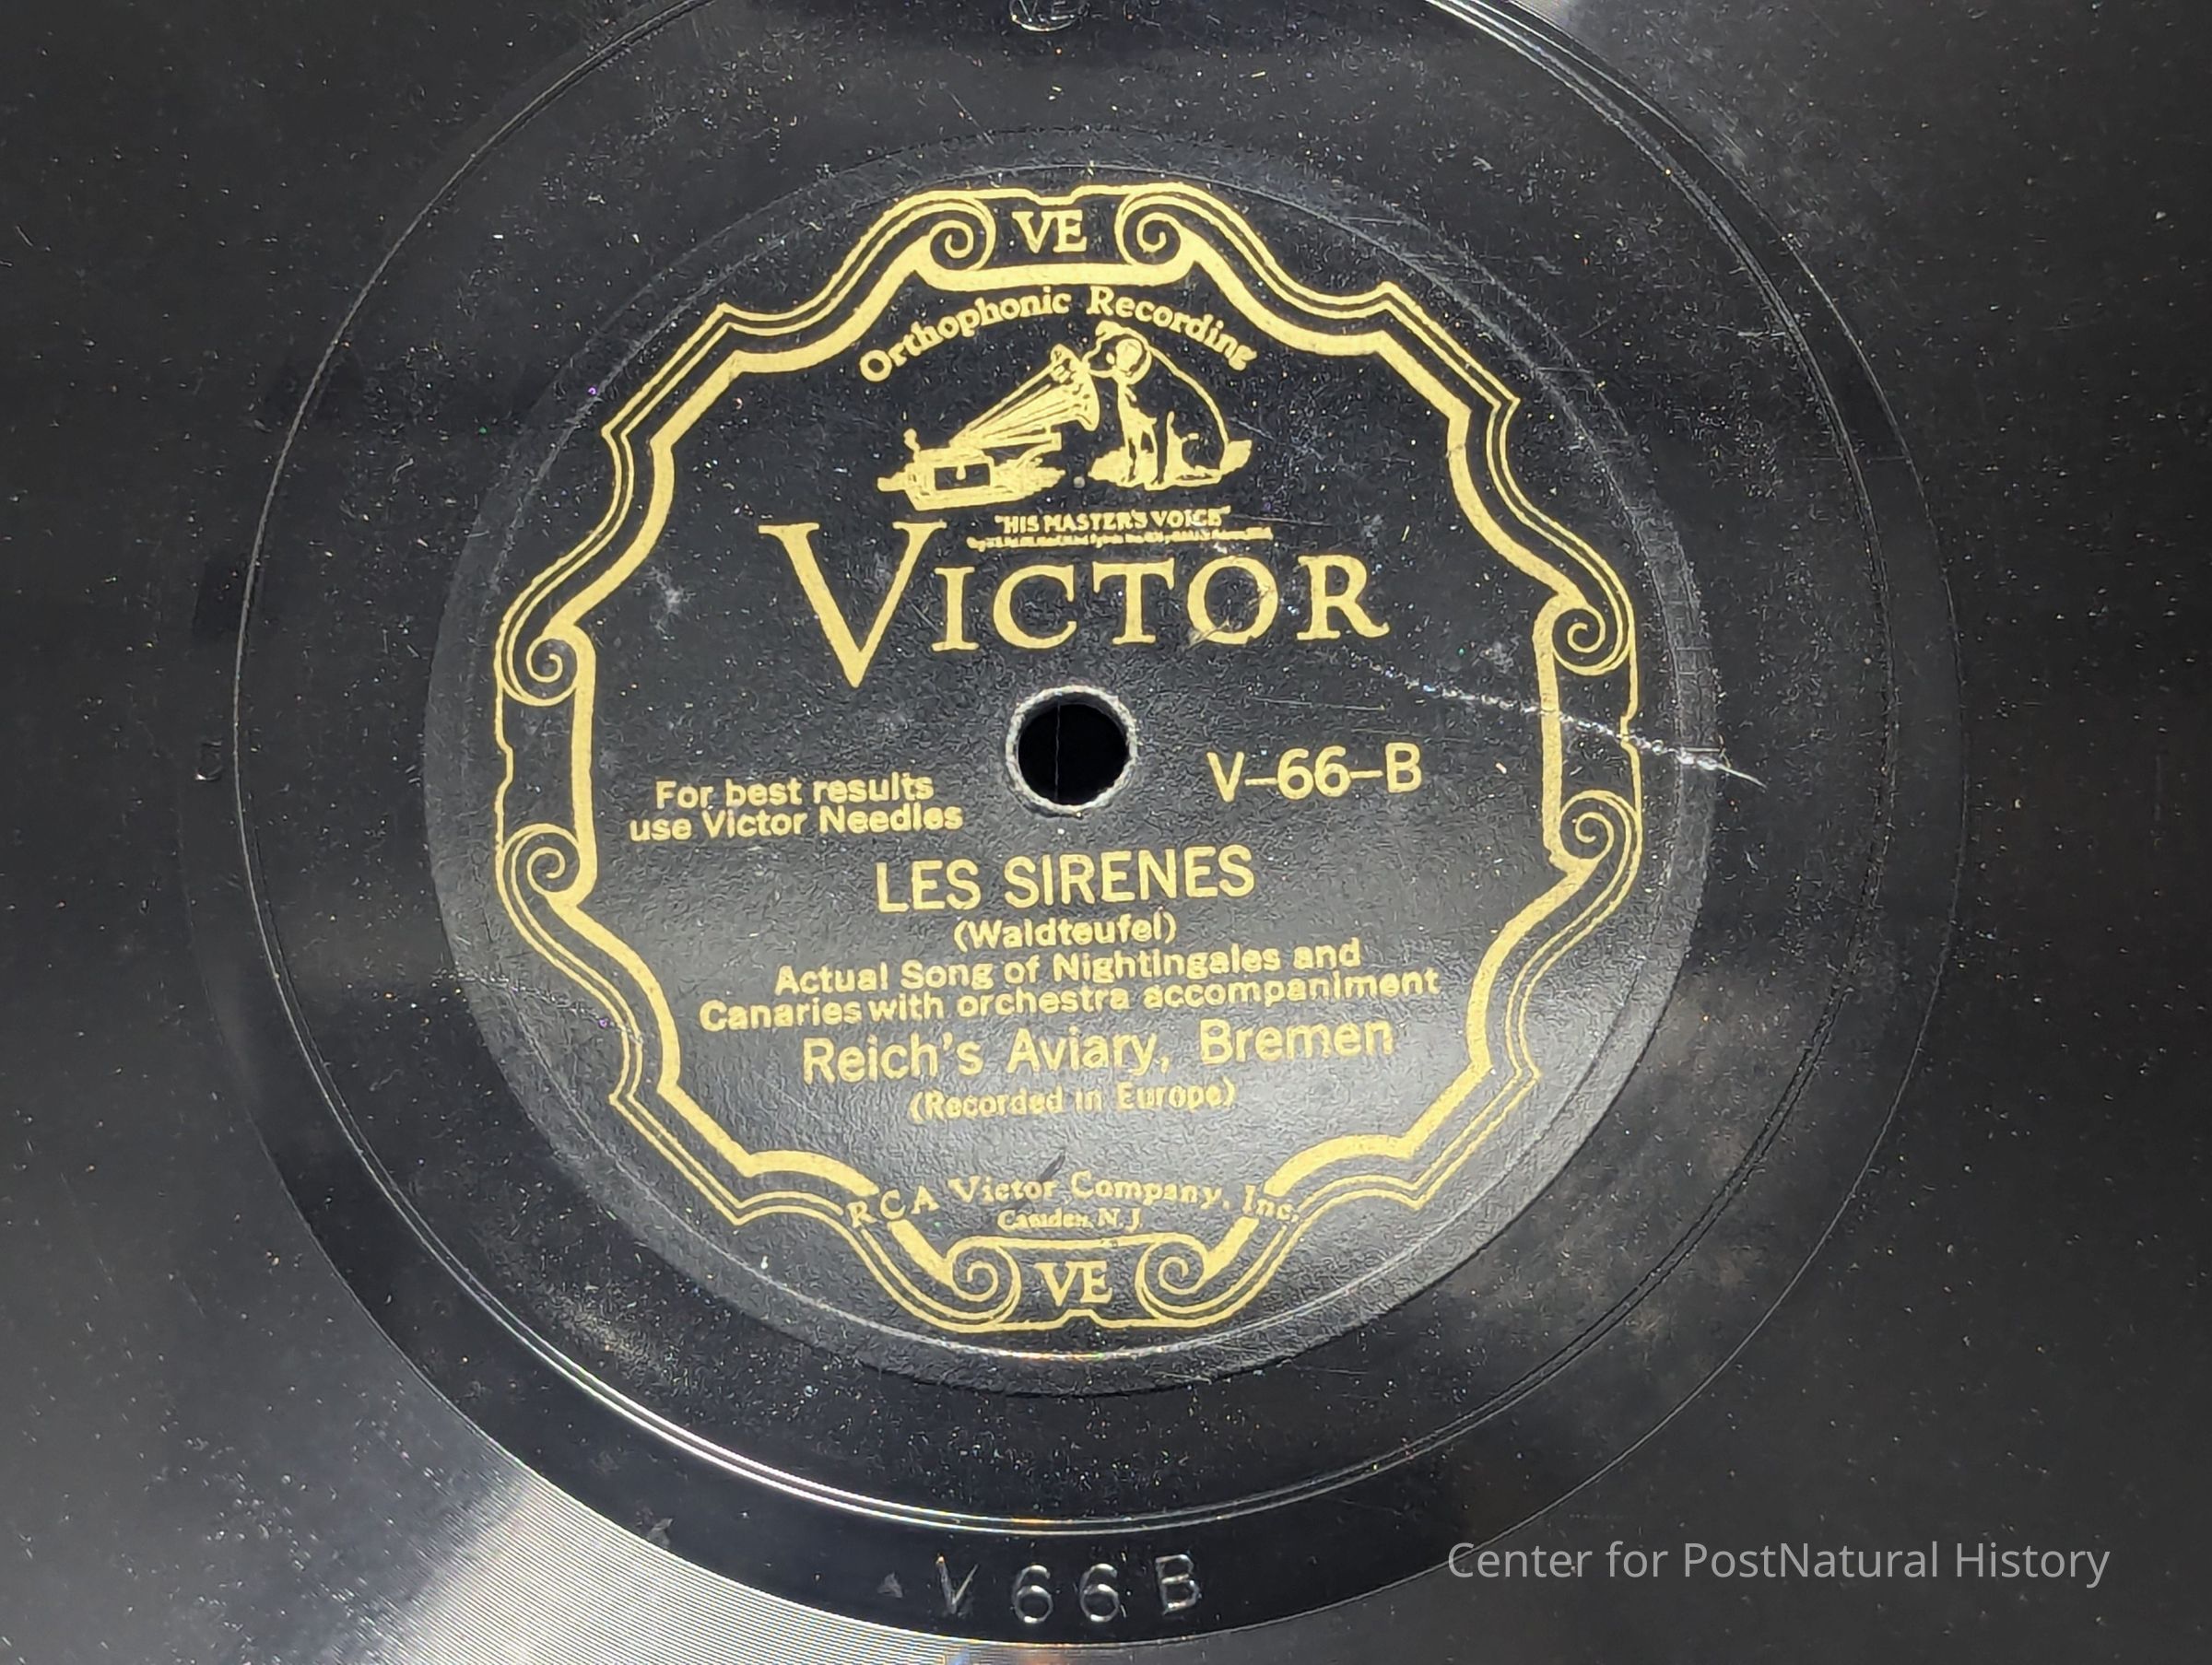 VE
VE
Orthophonic Recording
"HIS MASTER'S VOICE"
VICTOR
V–66–B
For best results
use Victor Needles
LES SIRENES
(Waldteufel)
Actual Song of Nightingales and
Canaries with orchestra accompaniment
Reich's Aviary, Bremen
(Recorded in Europe)
RCA Victor Company, Inc.
Camden, N. J.
VE
V 66 B
Center for PostNatural History